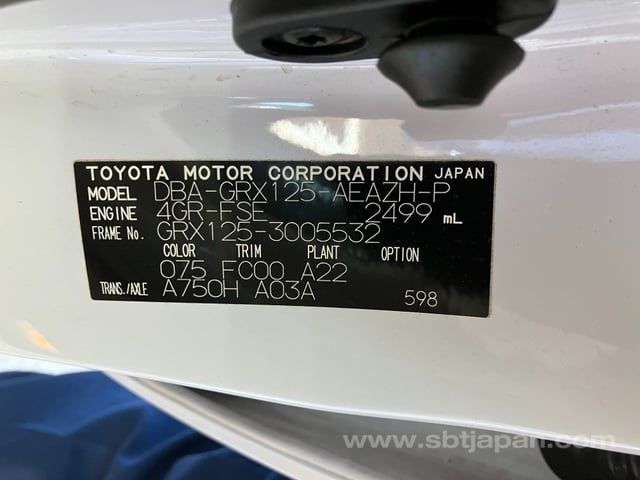 TOYOTA MOTOR CORPORATION JAPAN
MODEL DBA-GRX125-AEAZH-P
ENGINE 4GR-FSE 2499 mL
FRAME No. GRX125-3005532
COLOR TRIM PLANT OPTION
075 FC00 A22
TRANS./AXLE A750H A03A 598
www.sbtjapan.com